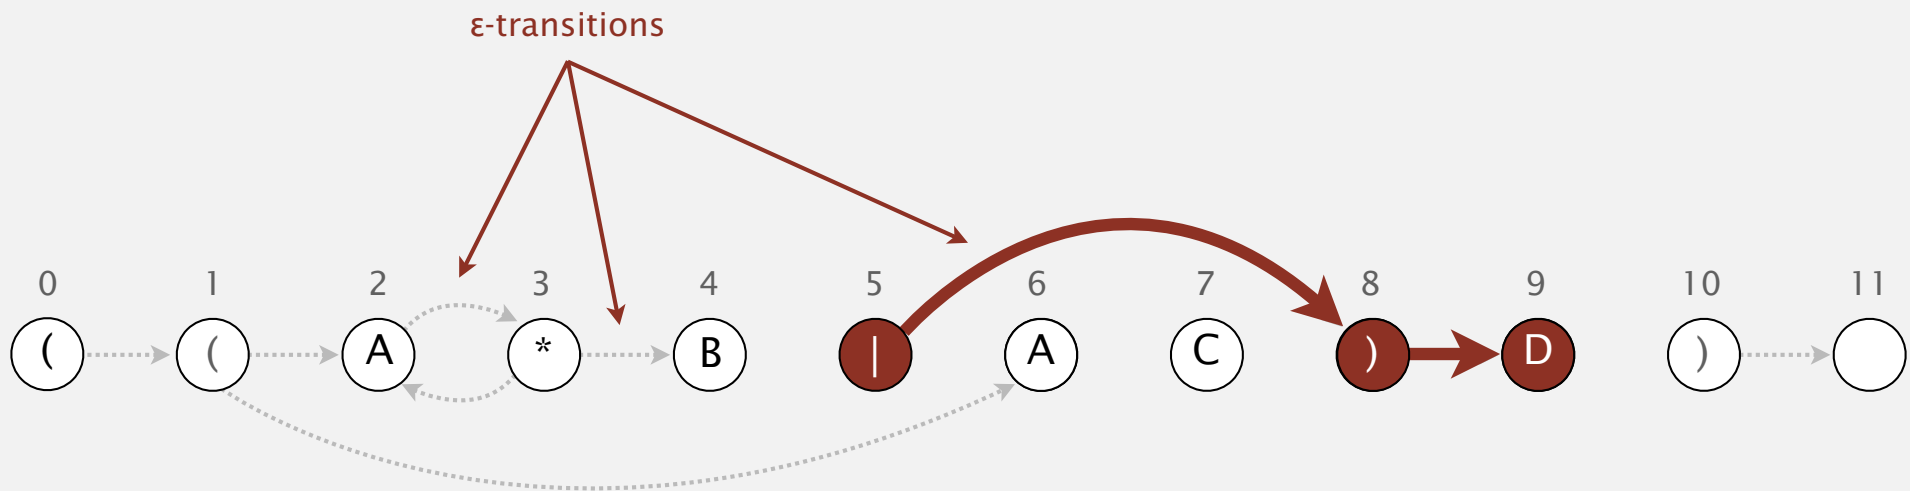 ε-transitions
0 1 2 3 4 5 6 7 8 9 10 11
( ( A * B | A C ) D )